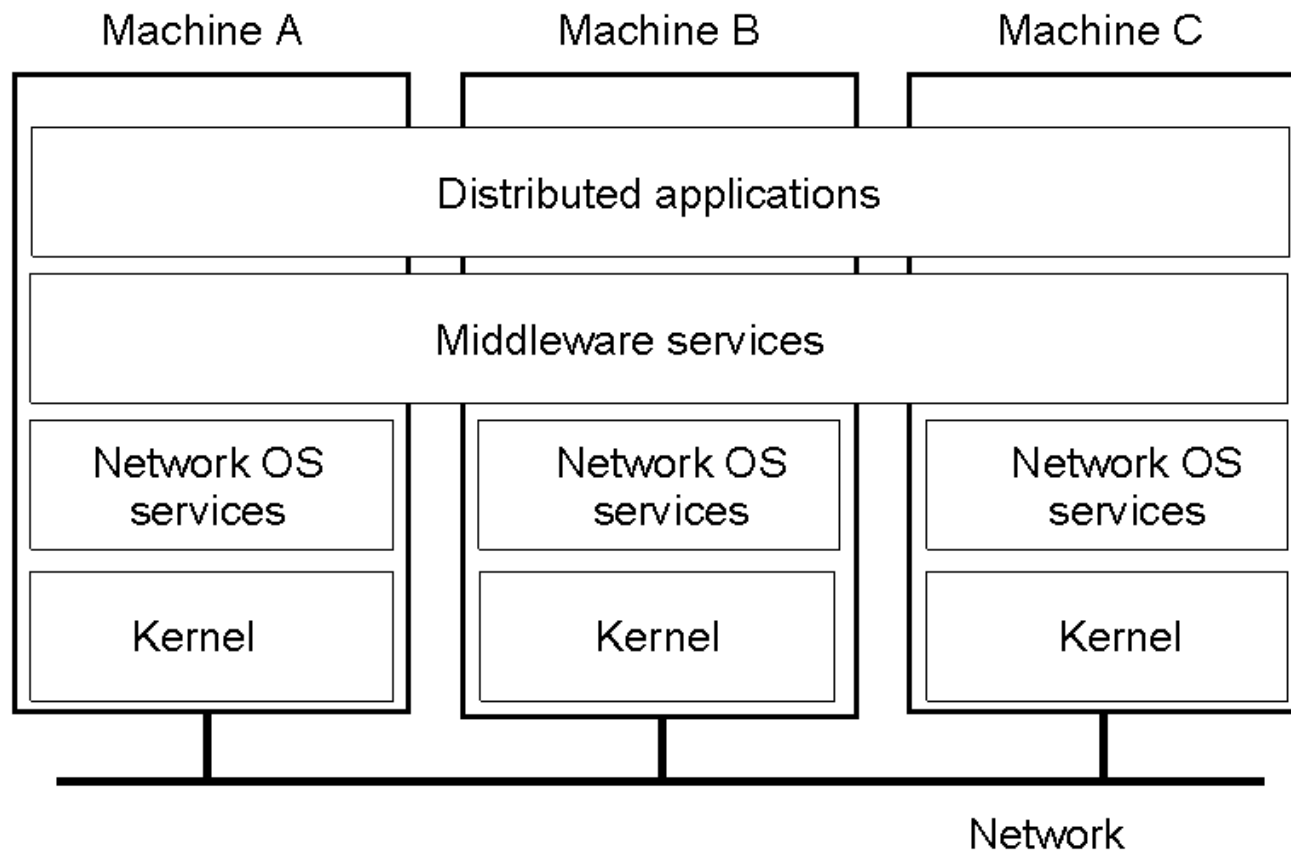 Machine A
Machine B
Machine C
Distributed applications
Middleware services
Network OS
services
Network OS
services
Network OS
services
Kernel
Kernel
Kernel
Network